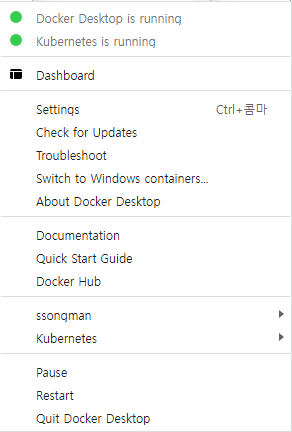 Docker Desktop is running
Kubernetes is running
Dashboard
Settings Ctrl+콤마
Check for Updates
Troubleshoot
Switch to Windows containers...
About Docker Desktop
Documentation
Quick Start Guide
Docker Hub
ssongman
Kubernetes
Pause
Restart
Quit Docker Desktop